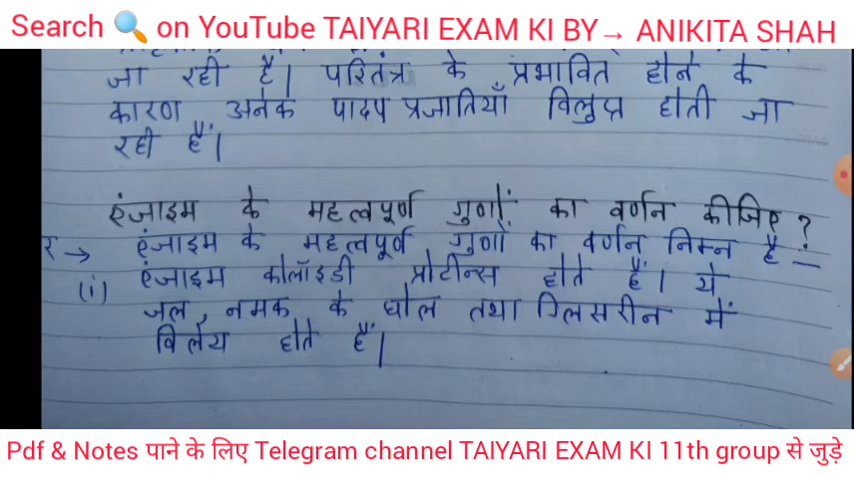 Search 🔍 on YouTube TAIYARI EXAM KI BY→ ANIKITA SHAH
जा रही है। परितंत्र के प्रभावित होने के
कारण अनेक पादप प्रजातियाँ विलुप्त होती जा
रही हैं।
एंजाइम के महत्वपूर्ण गुणों का वर्णन कीजिए?
र → एंजाइम के महत्वपूर्ण गुणों का वर्णन निम्न है –
(i) एंजाइम कोलॉइडी प्रोटीन्स होते हैं। ये
जल, नमक के घोल तथा ग्लिसरीन में
विलेय होते हैं।
Pdf & Notes पाने के लिए Telegram channel TAIYARI EXAM KI 11th group से जुड़े